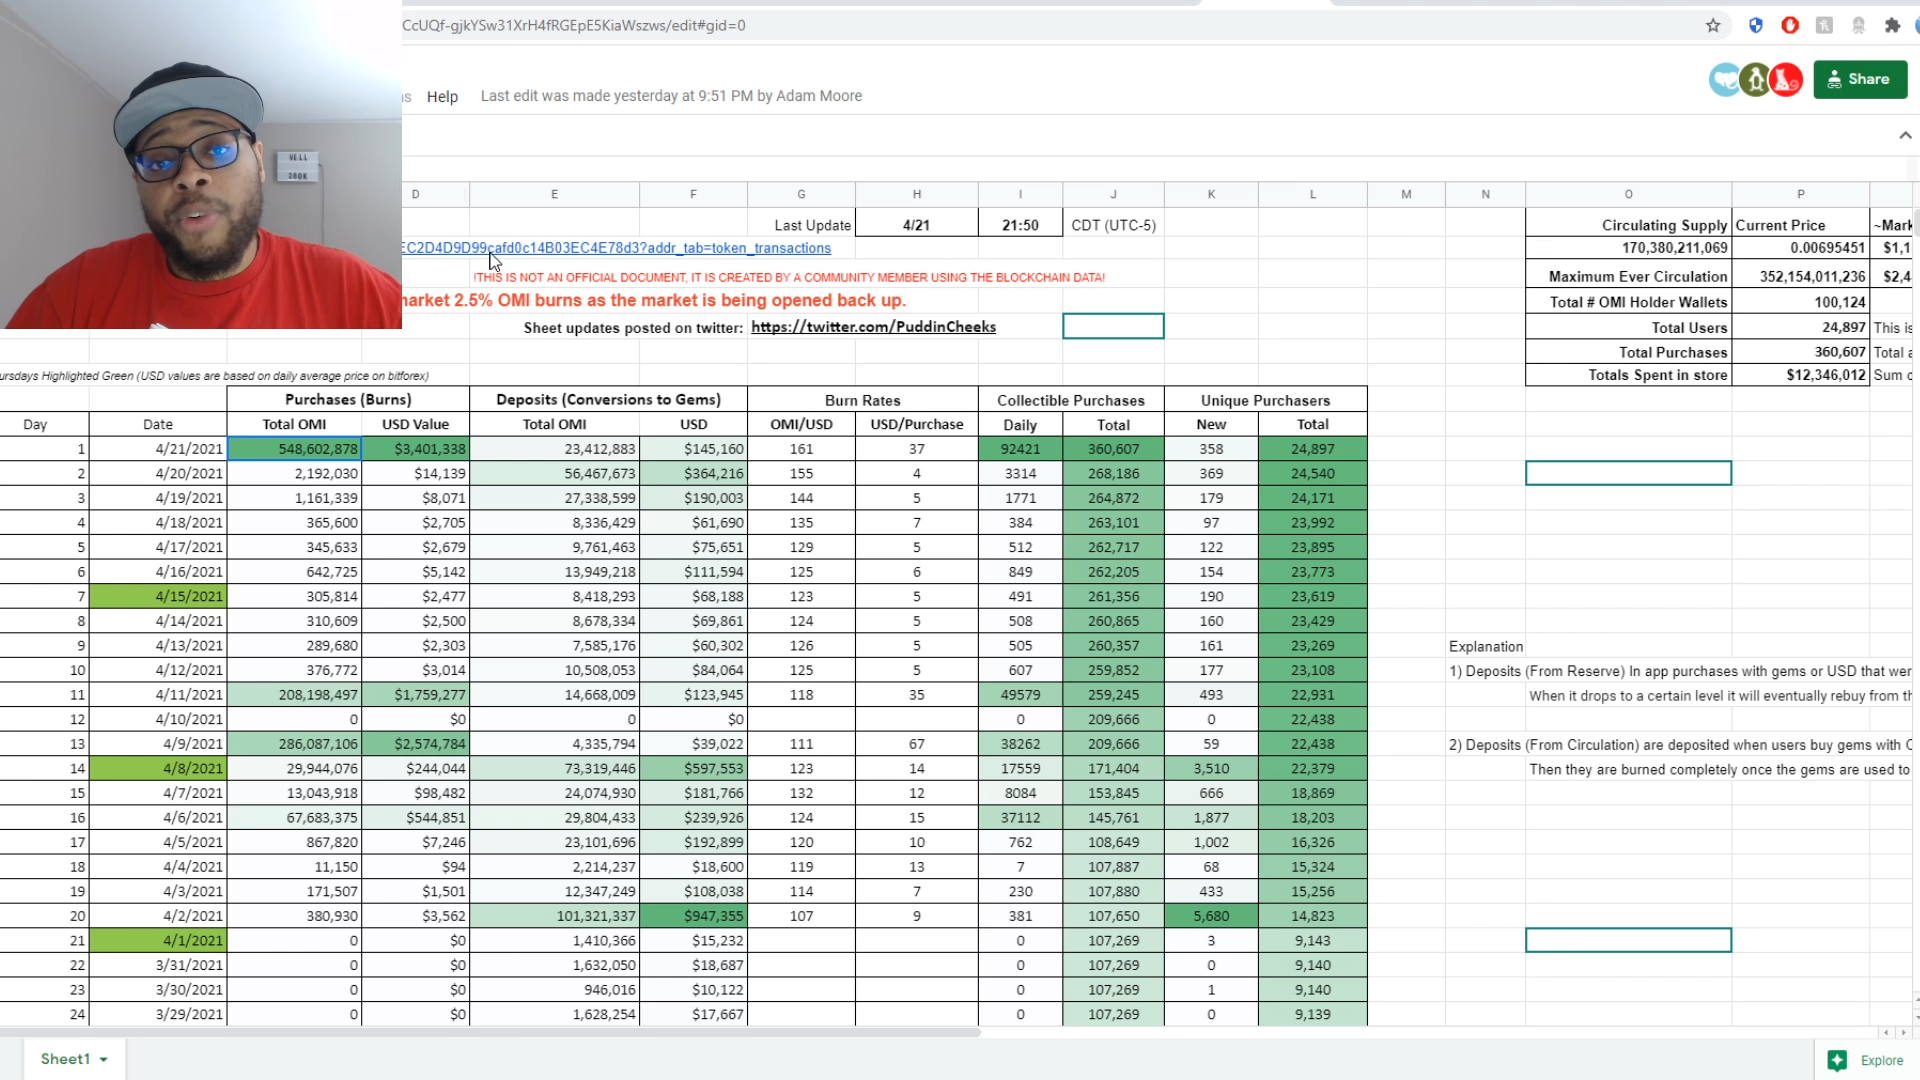 CcUQf-gjkYSw31XrH4fRGEpE5KiaWszws/edit#gid=0
Help Last edit was made yesterday at 9:51 PM by Adam Moore
Share
VELL
280K
D E F G H I J K L M N O P
Last Update 4/21 21:50 CDT (UTC-5) Circulating Supply Current Price ~Mark
EC2D4D9D99cafd0c14B03EC4E78d3?addr_tab=token_transactions 170,380,211,069 0.00695451 $1,1
!THIS IS NOT AN OFFICIAL DOCUMENT, IT IS CREATED BY A COMMUNITY MEMBER USING THE BLOCKCHAIN DATA! Maximum Ever Circulation 352,154,011,236 $2,4
market 2.5% OMI burns as the market is being opened back up. Total # OMI Holder Wallets 100,124
Sheet updates posted on twitter: https://twitter.com/PuddinCheeks Total Users 24,897 This is
Total Purchases 360,607 Total a
ursdays Highlighted Green (USD values are based on daily average price on bitforex) Totals Spent in store $12,346,012 Sum o
Purchases (Burns) Deposits (Conversions to Gems) Burn Rates Collectible Purchases Unique Purchasers
Day Date Total OMI USD Value Total OMI USD OMI/USD USD/Purchase Daily Total New Total
1 4/21/2021 548,602,878 $3,401,338 23,412,883 $145,160 161 37 92421 360,607 358 24,897
2 4/20/2021 2,192,030 $14,139 56,467,673 $364,216 155 4 3314 268,186 369 24,540
3 4/19/2021 1,161,339 $8,071 27,338,599 $190,003 144 5 1771 264,872 179 24,171
4 4/18/2021 365,600 $2,705 8,336,429 $61,690 135 7 384 263,101 97 23,992
5 4/17/2021 345,633 $2,679 9,761,463 $75,651 129 5 512 262,717 122 23,895
6 4/16/2021 642,725 $5,142 13,949,218 $111,594 125 6 849 262,205 154 23,773
7 4/15/2021 305,814 $2,477 8,418,293 $68,188 123 5 491 261,356 190 23,619
8 4/14/2021 310,609 $2,500 8,678,334 $69,861 124 5 508 260,865 160 23,429
9 4/13/2021 289,680 $2,303 7,585,176 $60,302 126 5 505 260,357 161 23,269 Explanation
10 4/12/2021 376,772 $3,014 10,508,053 $84,064 125 5 607 259,852 177 23,108 1) Deposits (From Reserve) In app purchases with gems or USD that wer
11 4/11/2021 208,198,497 $1,759,277 14,668,009 $123,945 118 35 49579 259,245 493 22,931 When it drops to a certain level it will eventually rebuy from th
12 4/10/2021 0 $0 0 $0 0 209,666 0 22,438
13 4/9/2021 286,087,106 $2,574,784 4,335,794 $39,022 111 67 38262 209,666 59 22,438 2) Deposits (From Circulation) are deposited when users buy gems with O
14 4/8/2021 29,944,076 $244,044 73,319,446 $597,553 123 14 17559 171,404 3,510 22,379 Then they are burned completely once the gems are used to
15 4/7/2021 13,043,918 $98,482 24,074,930 $181,766 132 12 8084 153,845 666 18,869
16 4/6/2021 67,683,375 $544,851 29,804,433 $239,926 124 15 37112 145,761 1,877 18,203
17 4/5/2021 867,820 $7,246 23,101,696 $192,899 120 10 762 108,649 1,002 16,326
18 4/4/2021 11,150 $94 2,214,237 $18,600 119 13 7 107,887 68 15,324
19 4/3/2021 171,507 $1,501 12,347,249 $108,038 114 7 230 107,880 433 15,256
20 4/2/2021 380,930 $3,562 101,321,337 $947,355 107 9 381 107,650 5,680 14,823
21 4/1/2021 0 $0 1,410,366 $15,232 0 107,269 3 9,143
22 3/31/2021 0 $0 1,632,050 $18,687 0 107,269 0 9,140
23 3/30/2021 0 $0 946,016 $10,122 0 107,269 1 9,140
24 3/29/2021 0 $0 1,628,254 $17,667 0 107,269 0 9,139
Sheet1 Explore